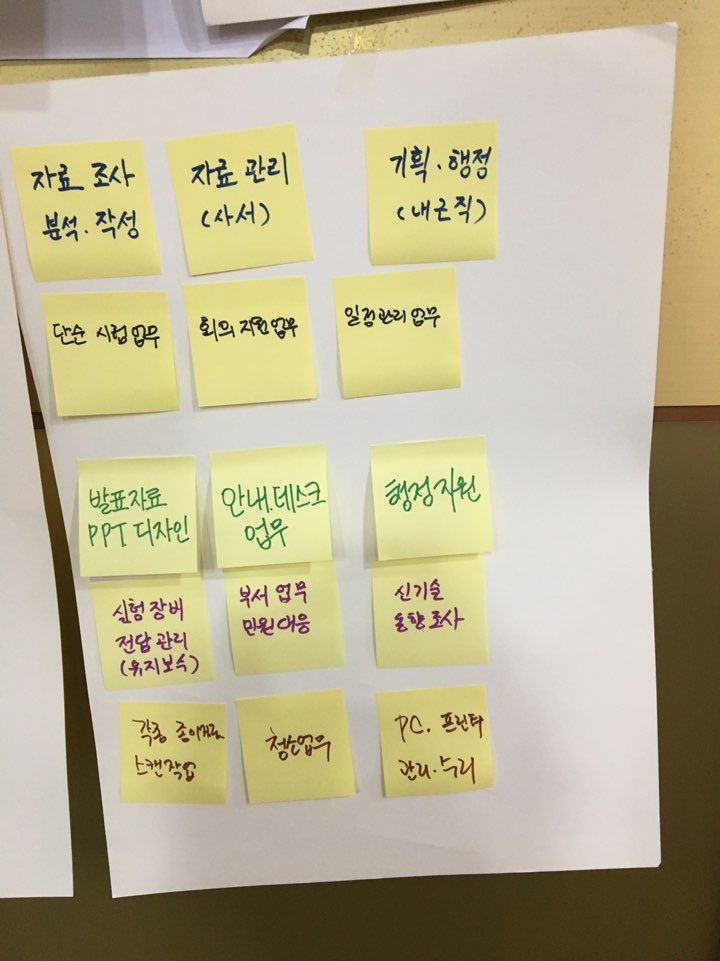 자료 조사
분석·작성
자료 관리
(사서)
기획·행정
(내근직)
단순 시험업무
회의 지원업무
일정관리 업무
발표자료
PPT 디자인
안내.데스크
업무
행정지원
실험 장비
전담 관리
(유지보수)
부서 업무
민원대응
신기술
동향조사
각종 종이자료
스캔작업
청소업무
PC. 프린터
관리·수리